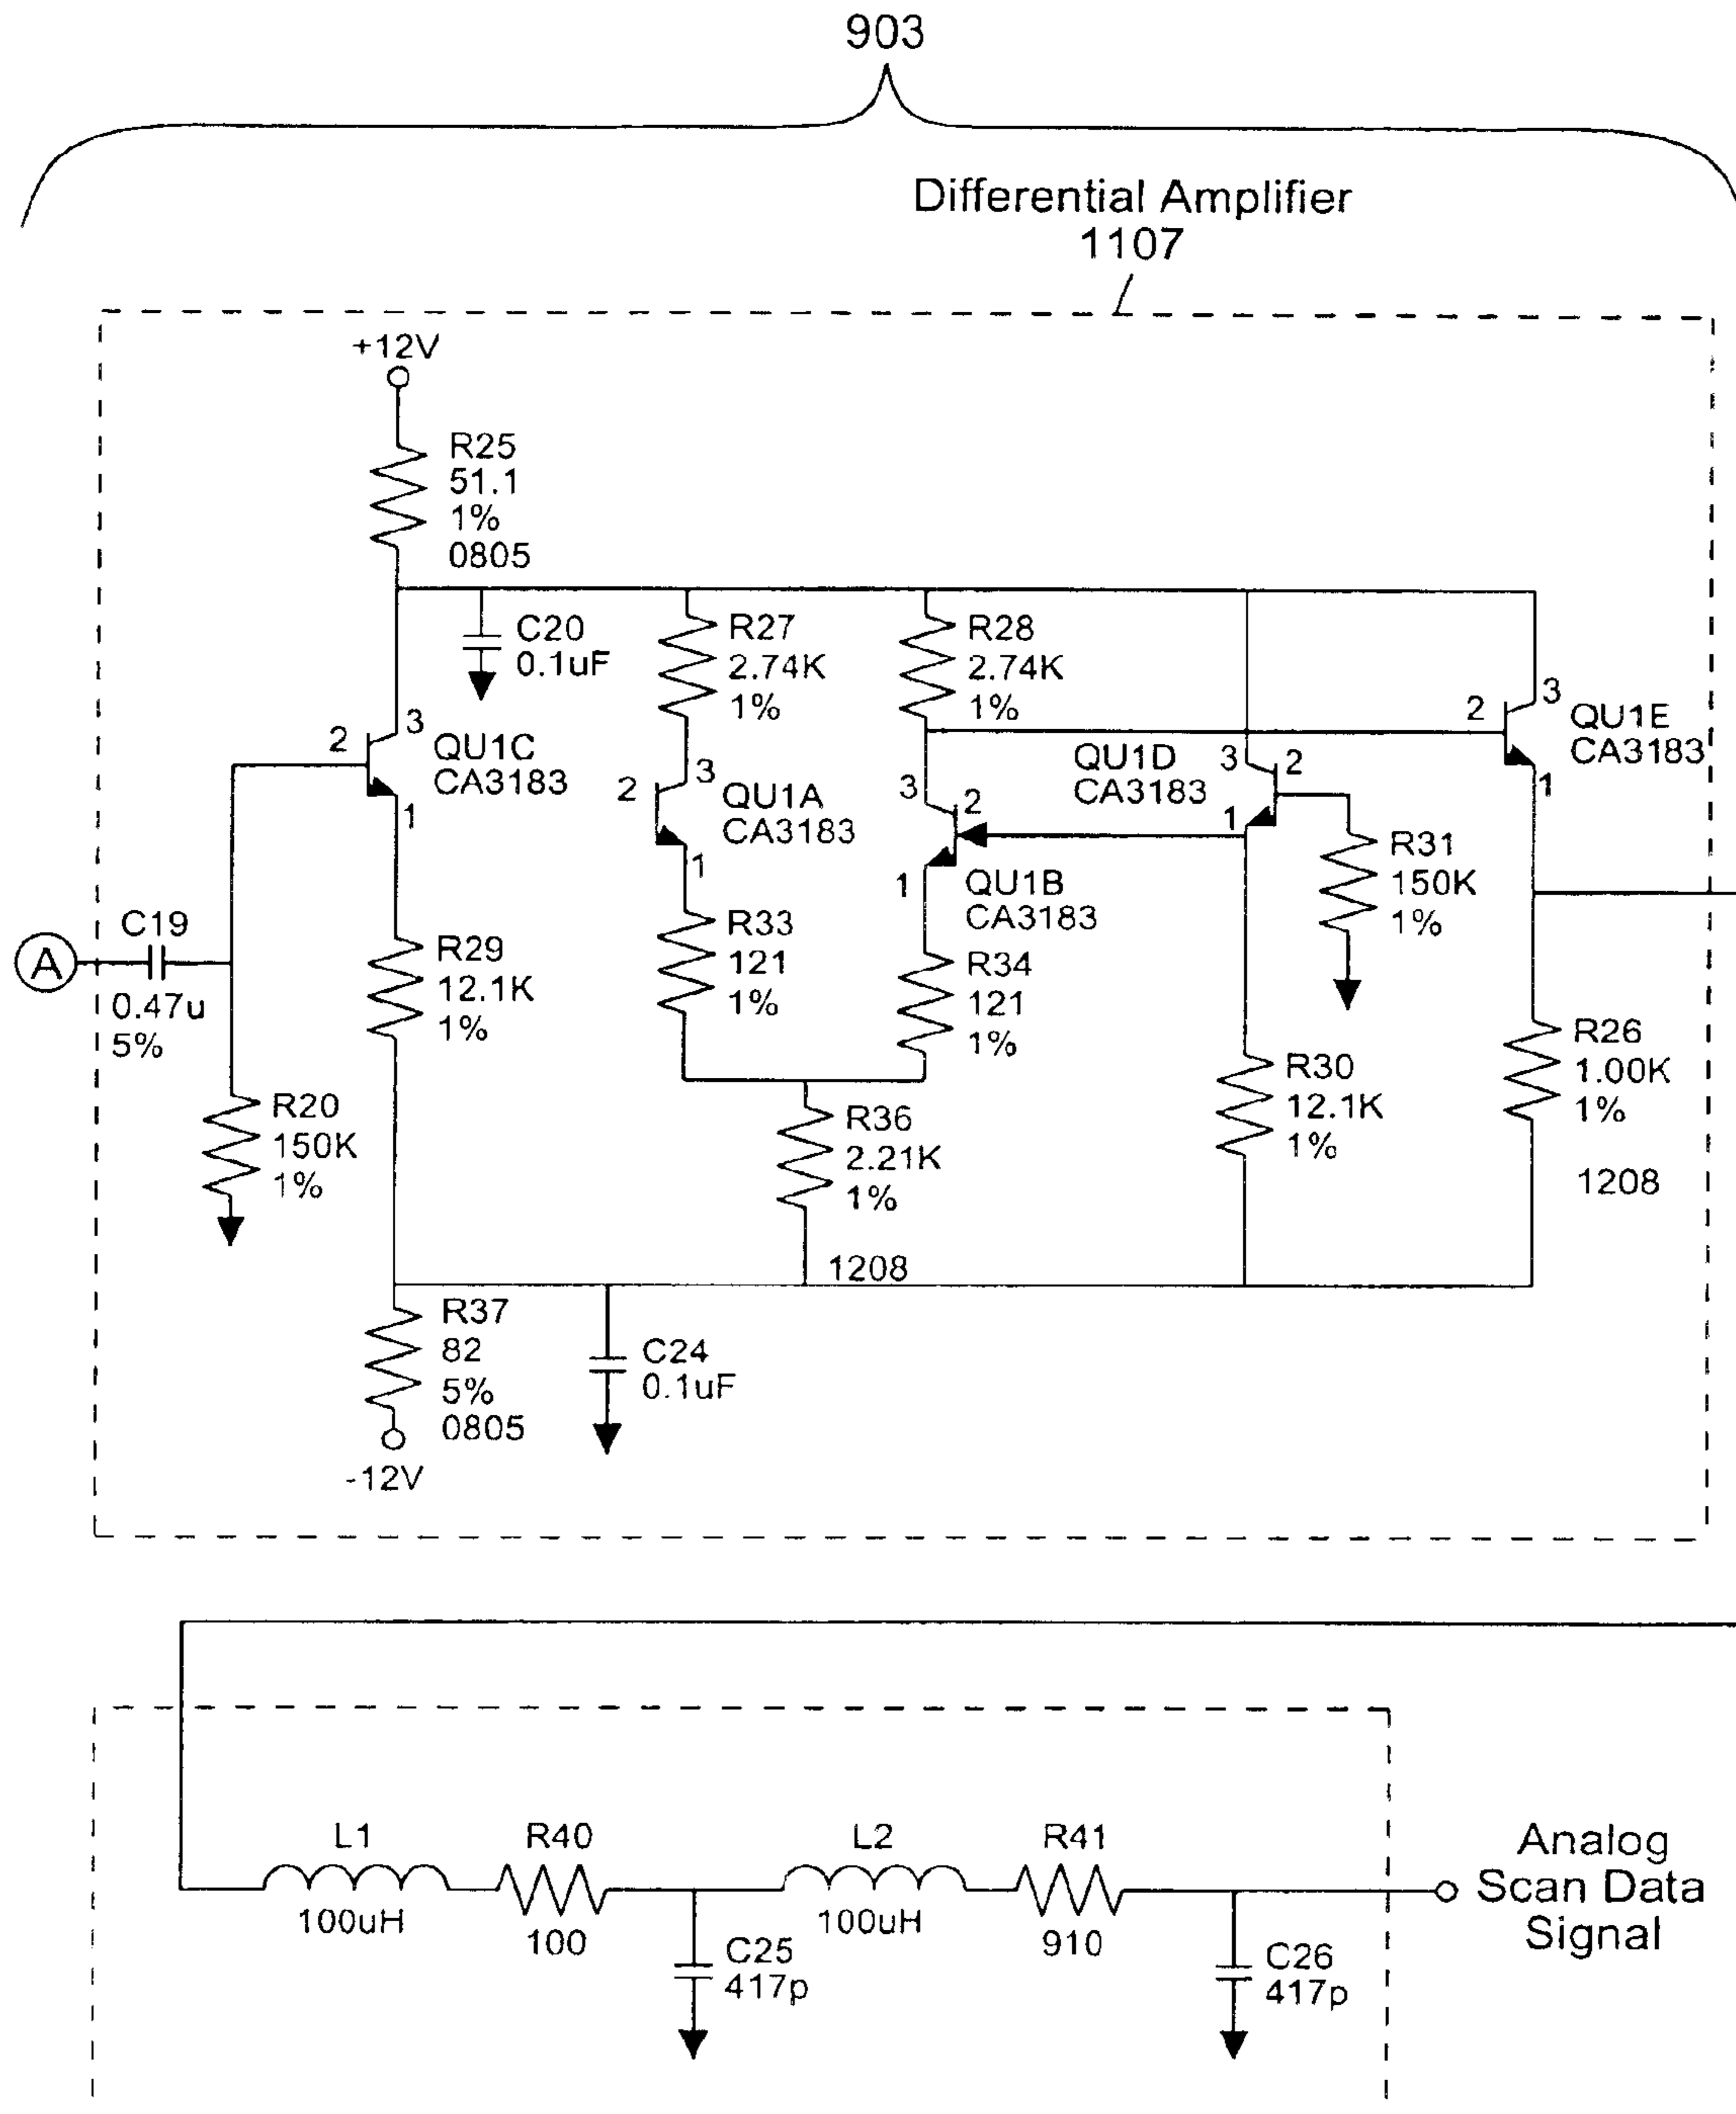 903
Differential Amplifier
1107
+12V
R25
51.1
1%
0805
C20
0.1uF
R27
2.74K
1%
R28
2.74K
1%
2
3
QU1C
CA3183
1
2
3
QU1A
CA3183
1
3
2
QU1B
CA3183
1
QU1D
CA3183
3
2
1
2
3
QU1E
CA3183
1
R31
150K
1%
A
C19
0.47u
5%
R29
12.1K
1%
R33
121
1%
R34
121
1%
R20
150K
1%
R36
2.21K
1%
R30
12.1K
1%
R26
1.00K
1%
1208
1208
R37
82
5%
0805
-12V
C24
0.1uF
L1
100uH
R40
100
C25
417p
L2
100uH
R41
910
C26
417p
Analog
Scan Data
Signal